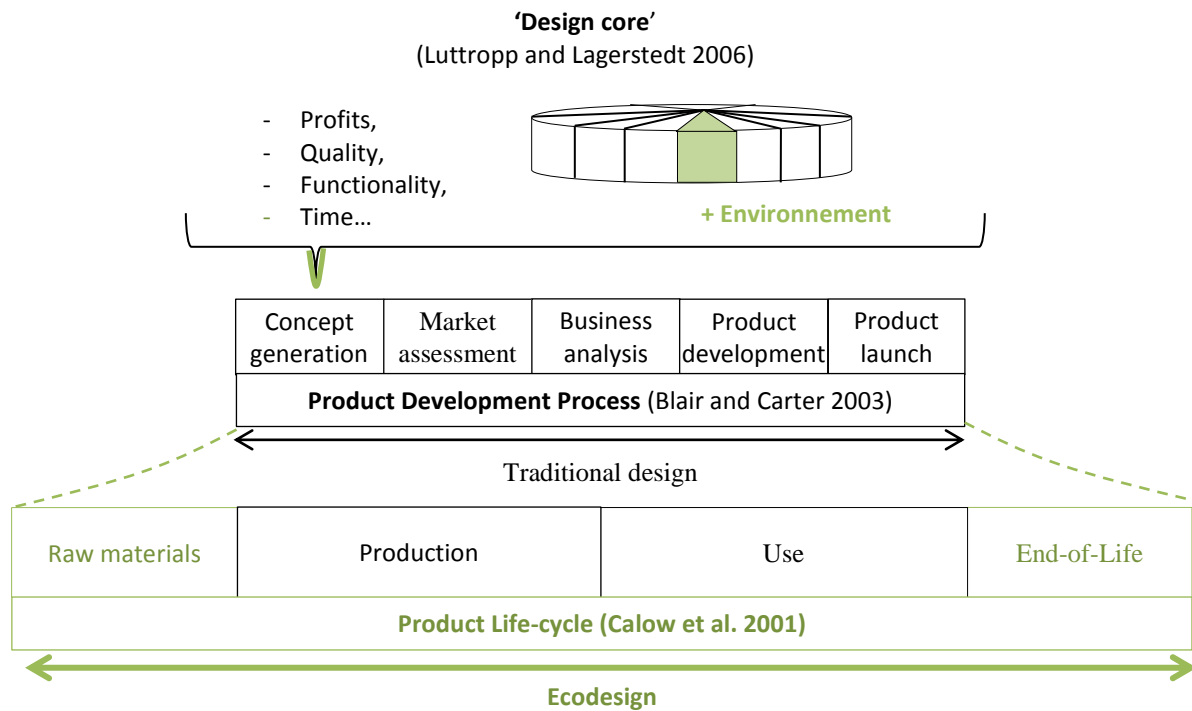 ‘Design core’
(Luttropp and Lagerstedt 2006)
- Profits,
- Quality,
- Functionality,
- Time…
+ Environnement
Concept generation
Market assessment
Business analysis
Product development
Product launch
Product Development Process (Blair and Carter 2003)
Traditional design
Raw materials
Production
Use
End-of-Life
Product Life-cycle (Calow et al. 2001)
Ecodesign